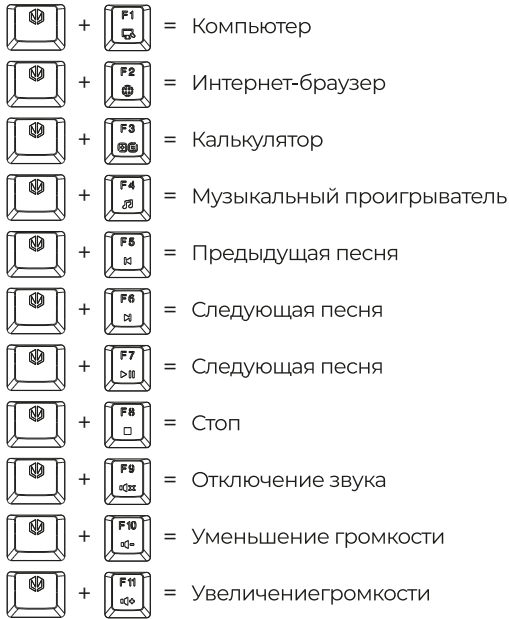 + F1 = Компьютер
+ F2 = Интернет-браузер
+ F3 = Калькулятор
+ F4 = Музыкальный проигрыватель
+ F5 = Предыдущая песня
+ F6 = Следующая песня
+ F7 = Следующая песня
+ F8 = Стоп
+ F9 = Отключение звука
+ F10 = Уменьшение громкости
+ F11 = Увеличениегромкости